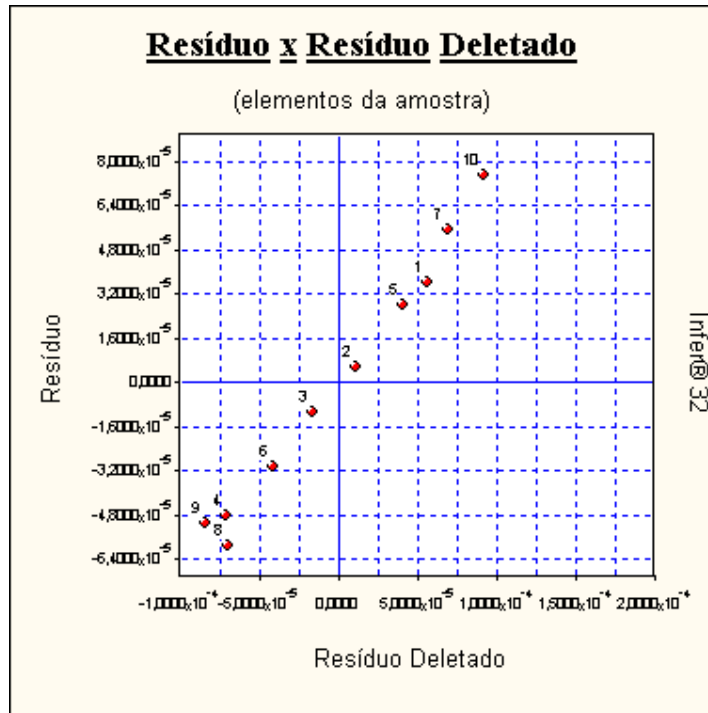 Resíduo x Resíduo Deletado
(elementos da amostra)
8,0000x10⁻⁵
6,4000x10⁻⁵
4,8000x10⁻⁵
3,2000x10⁻⁵
1,6000x10⁻⁵
0,0000
-1,6000x10⁻⁵
-3,2000x10⁻⁵
-4,8000x10⁻⁵
-6,4000x10⁻⁵
Resíduo
10
7
1
5
2
3
6
4
9
8
-1,0000x10⁻⁴
-5,0000x10⁻⁵
0,0000
5,0000x10⁻⁵
1,0000x10⁻⁴
1,5000x10⁻⁴
2,0000x10⁻⁴
Resíduo Deletado
Infer® 32